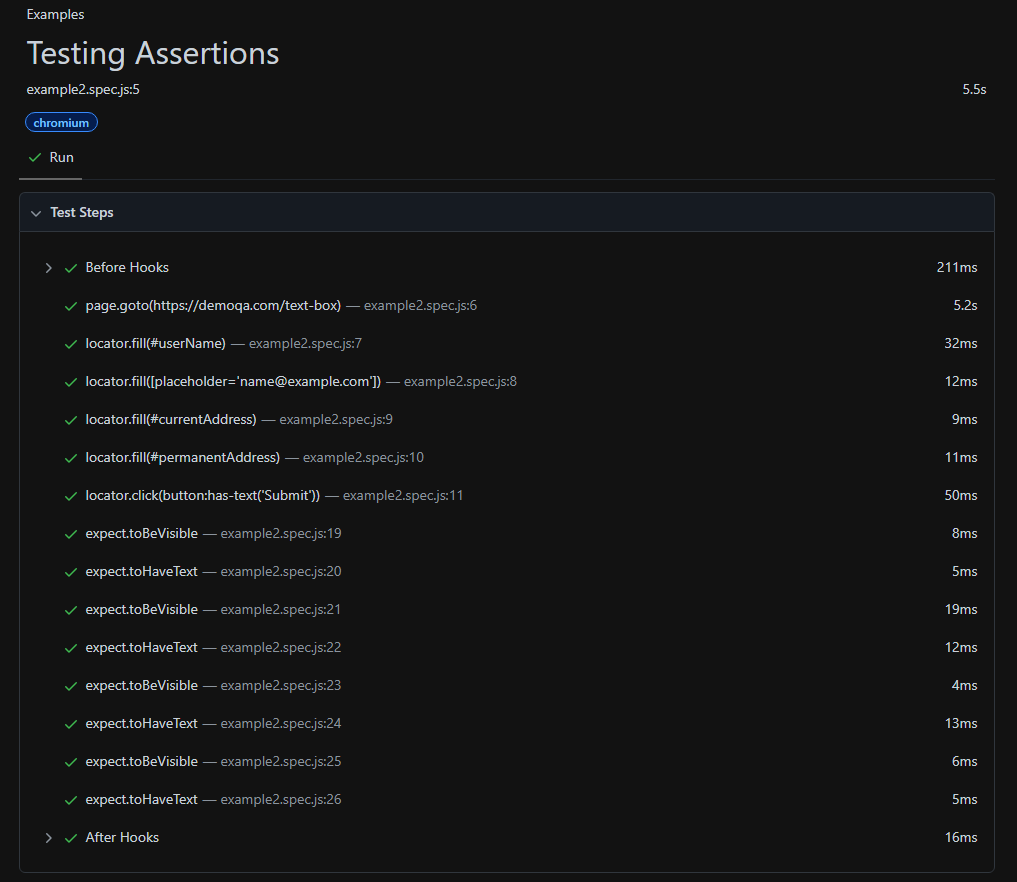 Examples
Testing Assertions
example2.spec.js:5 5.5s
chromium
Run
Test Steps
Before Hooks 211ms
page.goto(https://demoqa.com/text-box) — example2.spec.js:6 5.2s
locator.fill(#userName) — example2.spec.js:7 32ms
locator.fill([placeholder='name@example.com']) — example2.spec.js:8 12ms
locator.fill(#currentAddress) — example2.spec.js:9 9ms
locator.fill(#permanentAddress) — example2.spec.js:10 11ms
locator.click(button:has-text('Submit')) — example2.spec.js:11 50ms
expect.toBeVisible — example2.spec.js:19 8ms
expect.toHaveText — example2.spec.js:20 5ms
expect.toBeVisible — example2.spec.js:21 19ms
expect.toHaveText — example2.spec.js:22 12ms
expect.toBeVisible — example2.spec.js:23 4ms
expect.toHaveText — example2.spec.js:24 13ms
expect.toBeVisible — example2.spec.js:25 6ms
expect.toHaveText — example2.spec.js:26 5ms
After Hooks 16ms